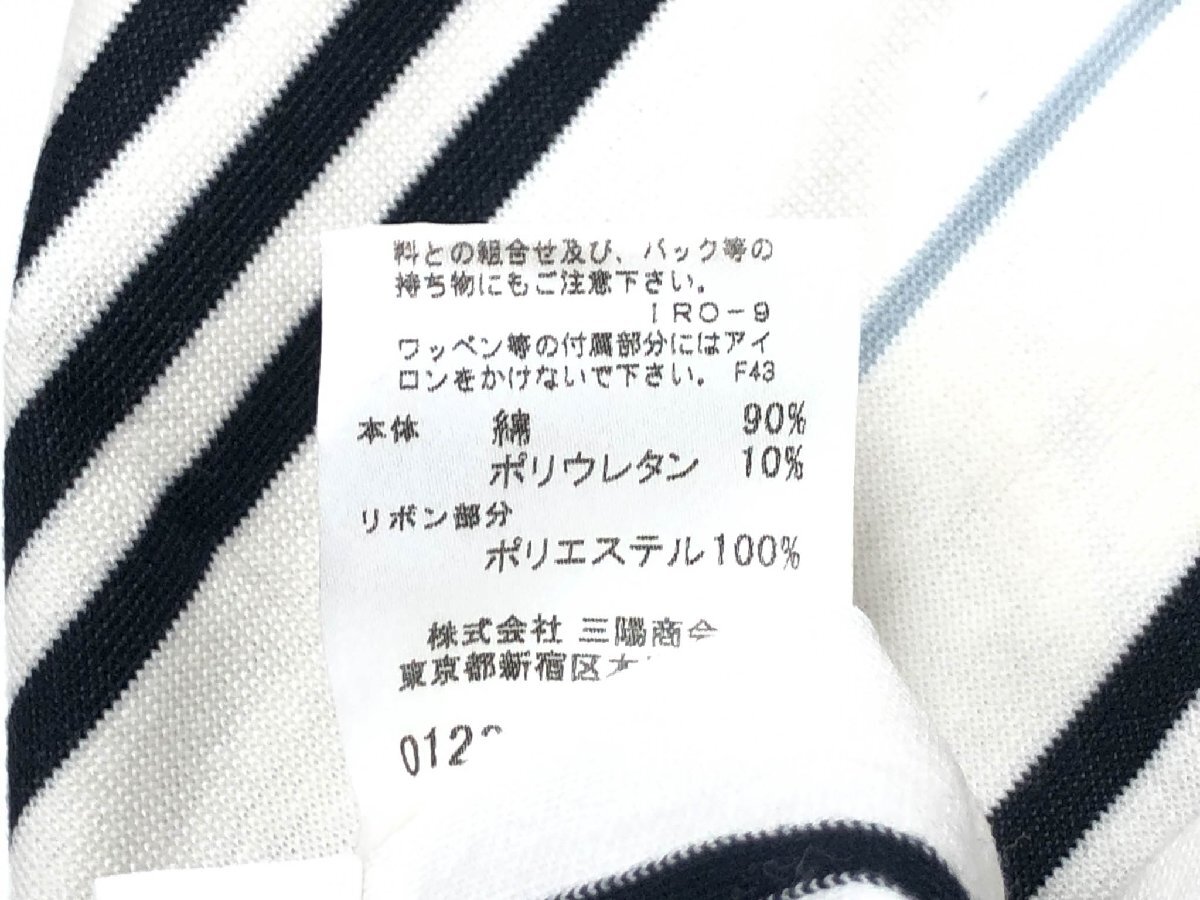 料との組合せ及び、バック等の
持ち物にもご注意下さい。
IRO-9
ワッペン等の付属部分にはアイ
ロンをかけないで下さい。 F43
本体 綿 90%
ポリウレタン 10%
リボン部分
ポリエステル100%
株式会社 三陽商会
東京都新宿区
012